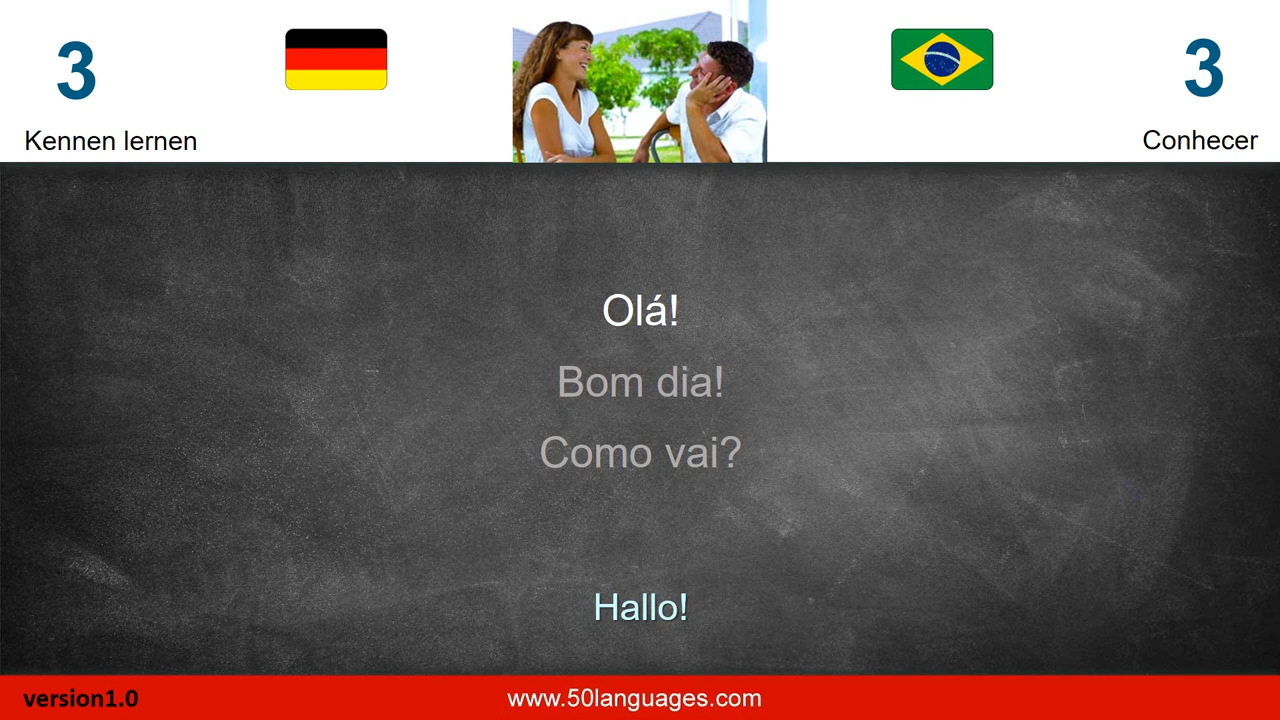 3
3
Kennen lernen
Conhecer
Olá!
Bom dia!
Como vai?
Hallo!
version1.0
www.50languages.com